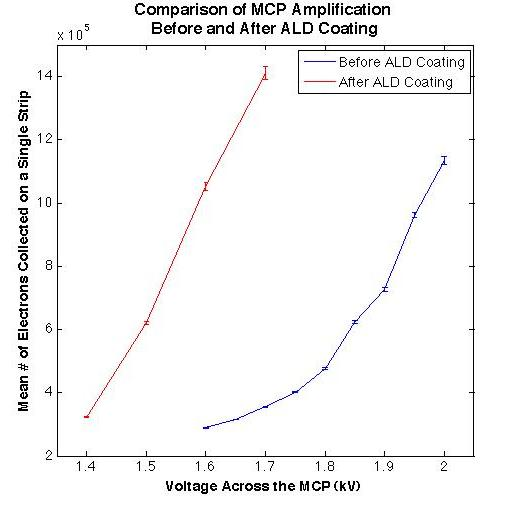 Comparison of MCP Amplification
Before and After ALD Coating
x 10⁵
Before ALD Coating
After ALD Coating
14
12
10
8
6
4
2
Mean # of Electrons Collected on a Single Strip
1.4 1.5 1.6 1.7 1.8 1.9 2
Voltage Across the MCP (kV)